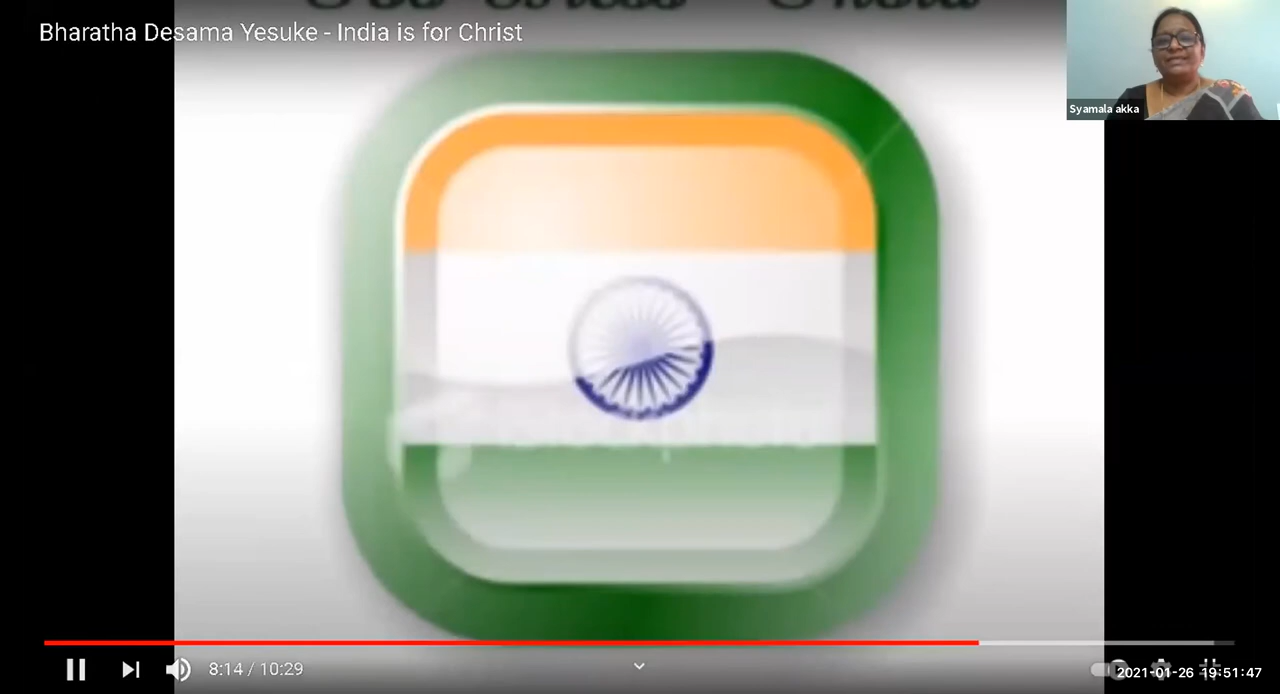 Bharatha Desama Yesuke - India is for Christ
Syamala akka
8:14 / 10:29
2021-01-26 19:51:47